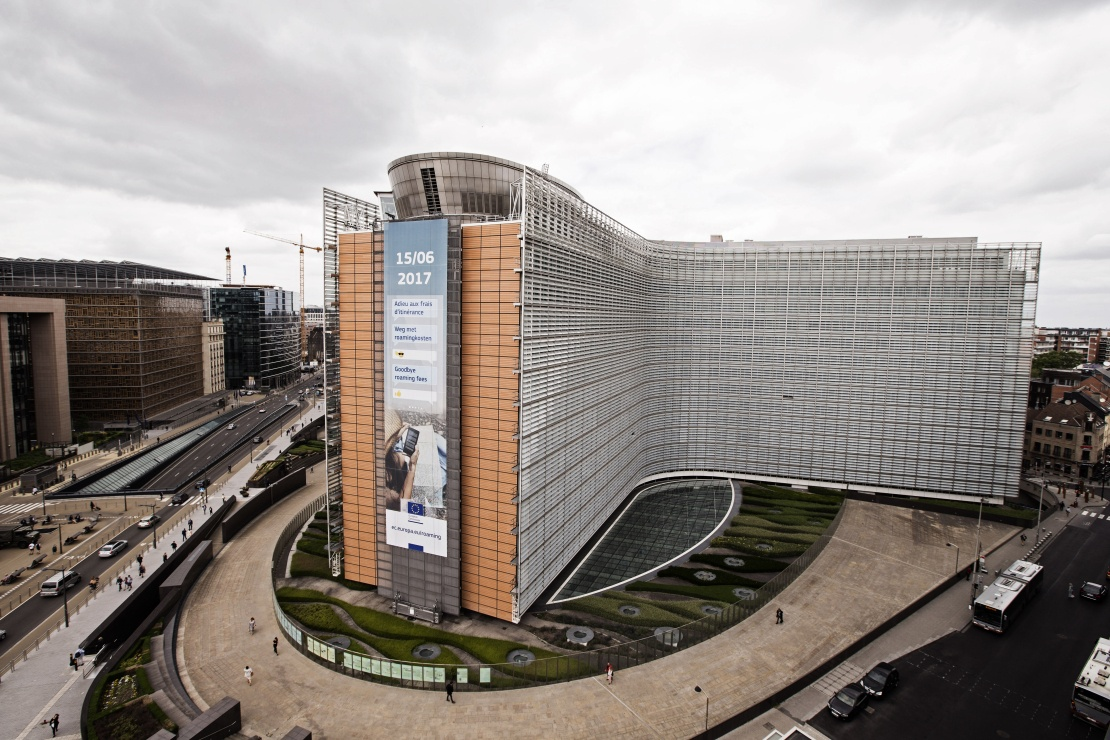 15/06
2017
Adieu aux frais
d'itinérance
Weg met
roamingkosten
Goodbye
roaming fees
ec.europa.eu/roaming